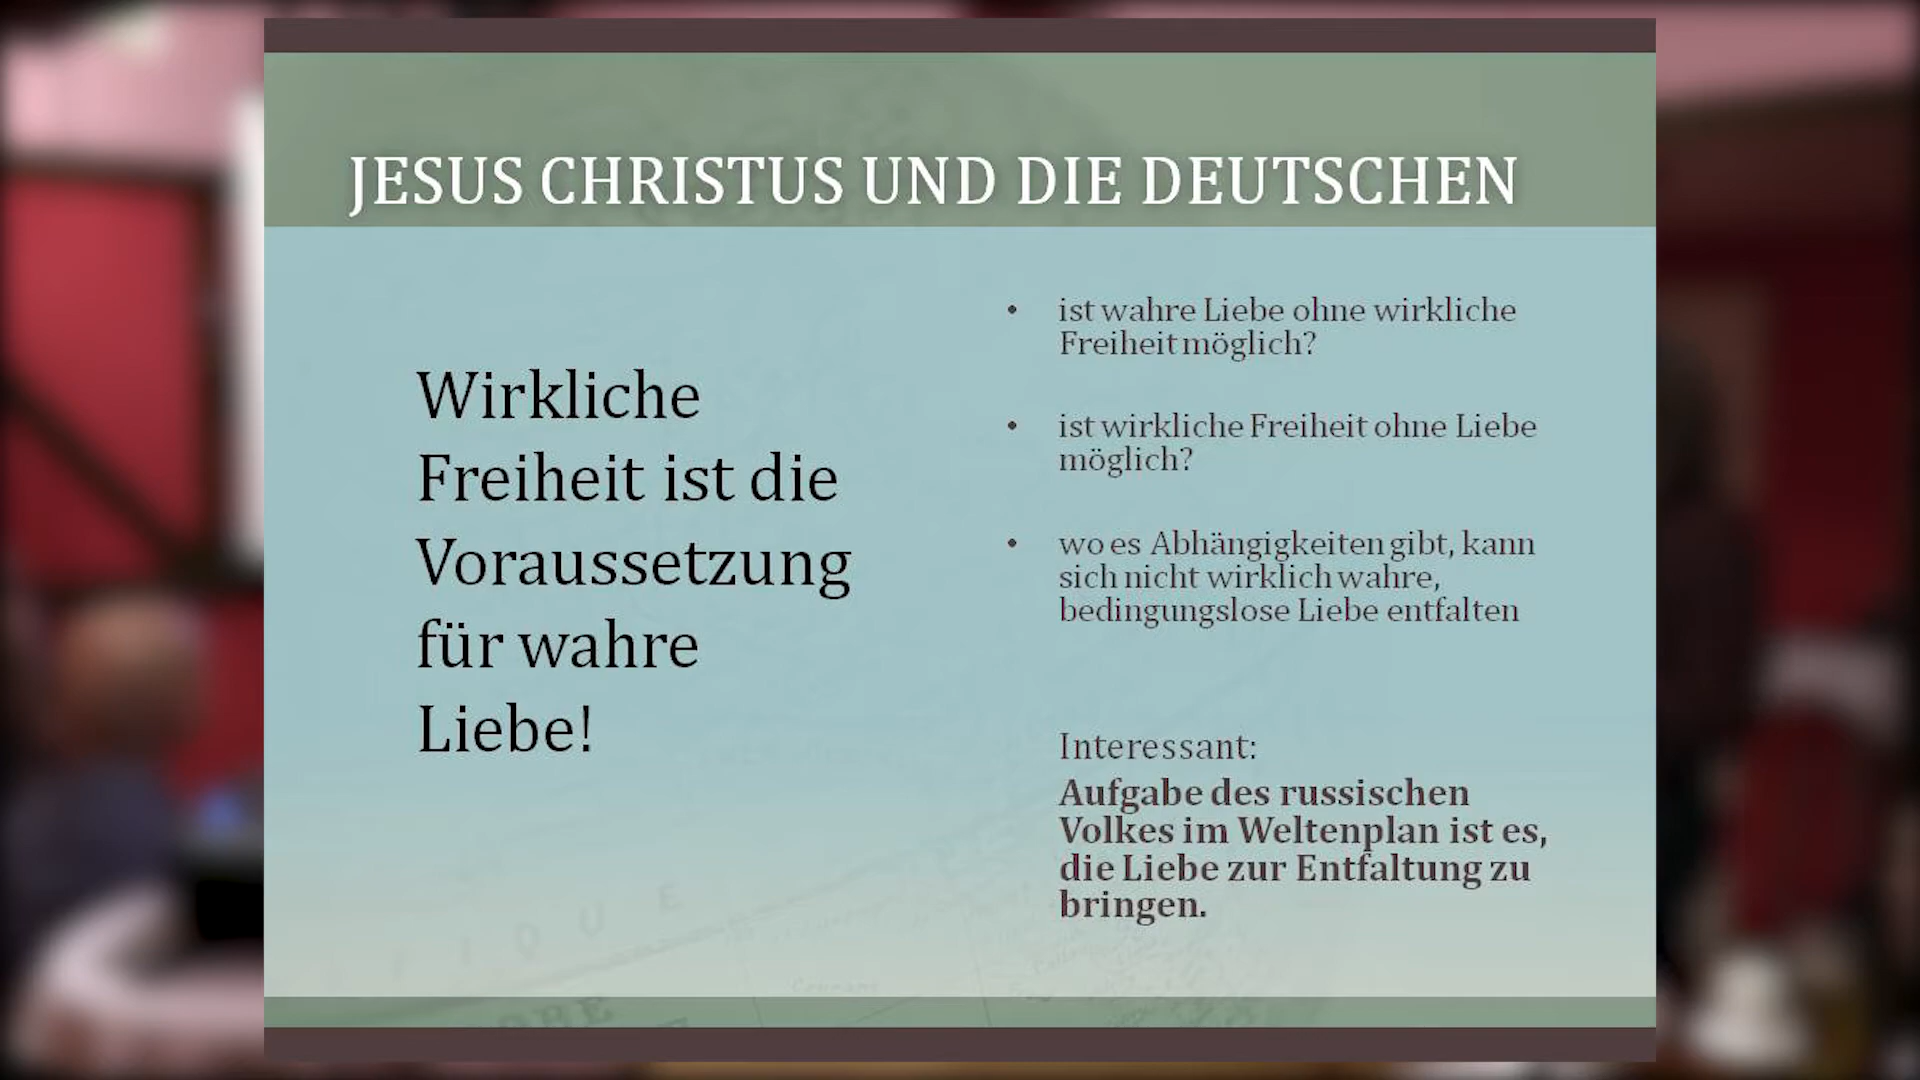 JESUS CHRISTUS UND DIE DEUTSCHEN
Wirkliche
Freiheit ist die
Voraussetzung
für wahre
Liebe!
• ist wahre Liebe ohne wirkliche
Freiheit möglich?
• ist wirkliche Freiheit ohne Liebe
möglich?
• wo es Abhängigkeiten gibt, kann
sich nicht wirklich wahre,
bedingungslose Liebe entfalten
Interessant:
Aufgabe des russischen
Volkes im Weltenplan ist es,
die Liebe zur Entfaltung zu
bringen.